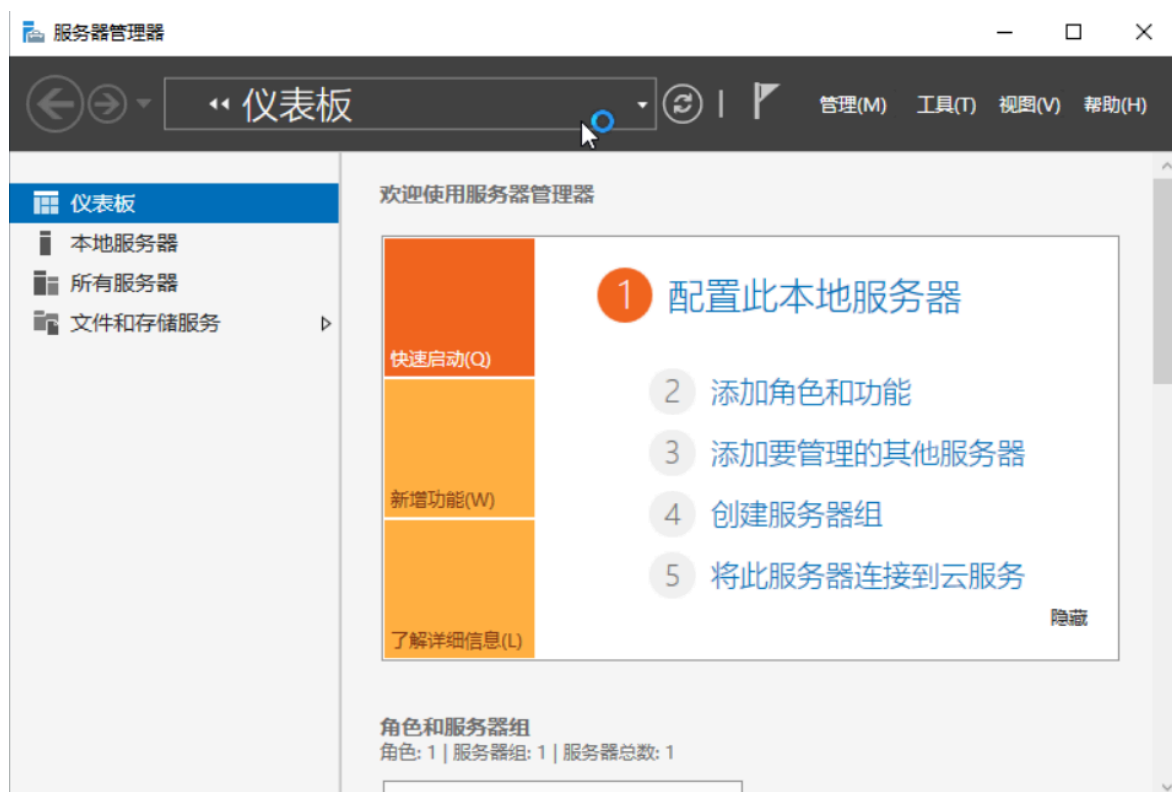 服务器管理器
仪表板
管理(M) 工具(T) 视图(V) 帮助(H)
仪表板
本地服务器
所有服务器
文件和存储服务
欢迎使用服务器管理器
快速启动(Q)
新增功能(W)
了解详细信息(L)
1 配置此本地服务器
2 添加角色和功能
3 添加要管理的其他服务器
4 创建服务器组
5 将此服务器连接到云服务
隐藏
角色和服务器组
角色: 1 | 服务器组: 1 | 服务器总数: 1